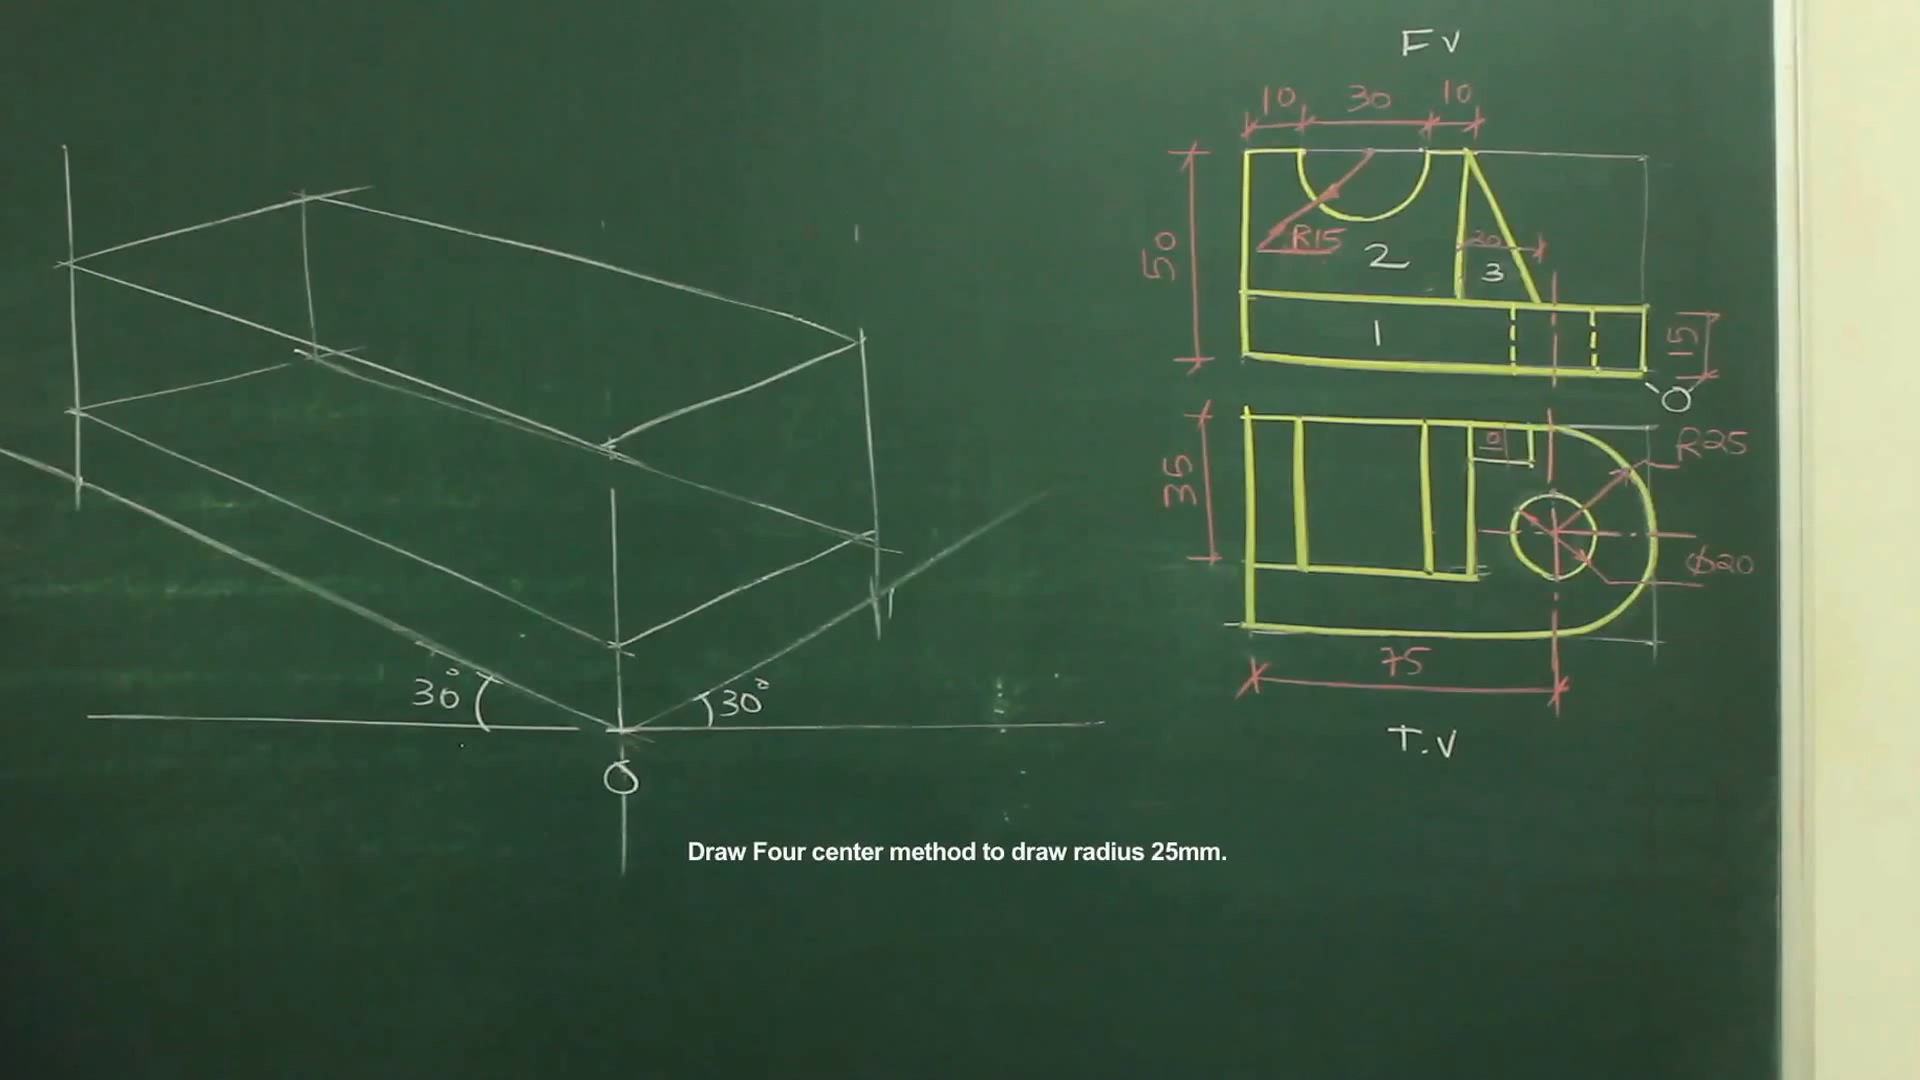 FV
10 30 10
50
R15
2
20
3
1
15
O
35
10
R25
Φ20
75
T.V
30° 30°
O
Draw Four center method to draw radius 25mm.